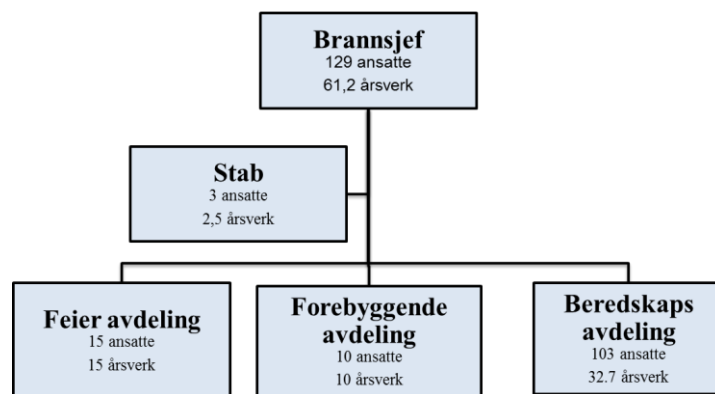 Brannsjef
129 ansatte
61,2 årsverk
Stab
3 ansatte
2,5 årsverk
Feier avdeling
15 ansatte
15 årsverk
Forebyggende
avdeling
10 ansatte
10 årsverk
Beredskaps
avdeling
103 ansatte
32.7 årsverk